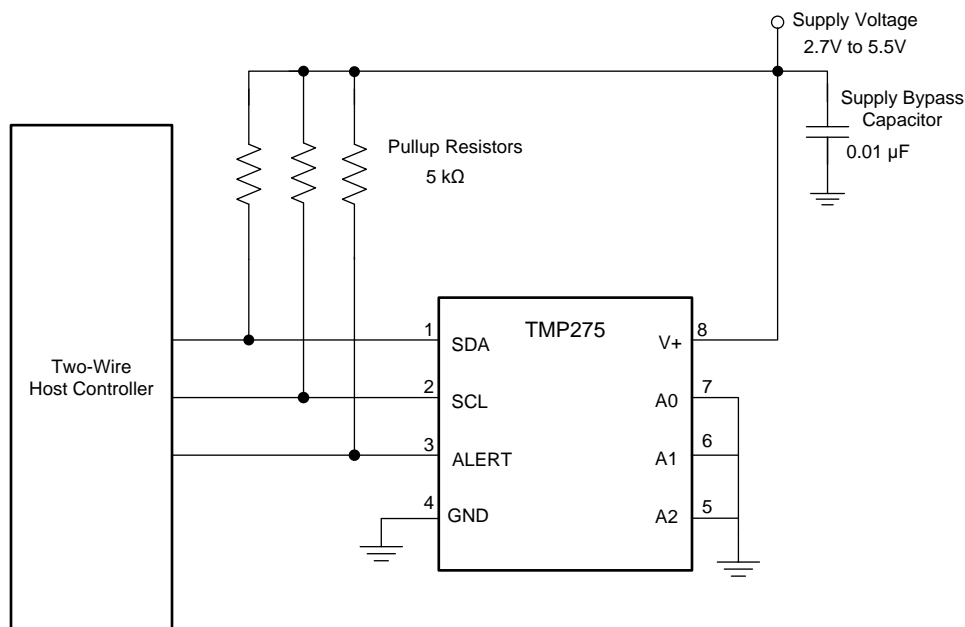 Supply Voltage
2.7V to 5.5V
Supply Bypass
Capacitor
0.01 µF
Pullup Resistors
5 kΩ
Two-Wire
Host Controller
TMP275
1
SDA
V+
8
2
SCL
A0
7
3
ALERT
A1
6
4
GND
A2
5